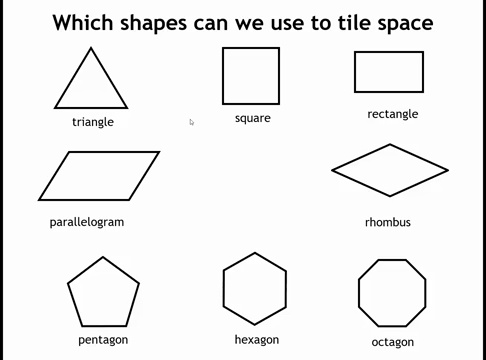 Which shapes can we use to tile space
triangle
square
rectangle
parallelogram
rhombus
pentagon
hexagon
octagon